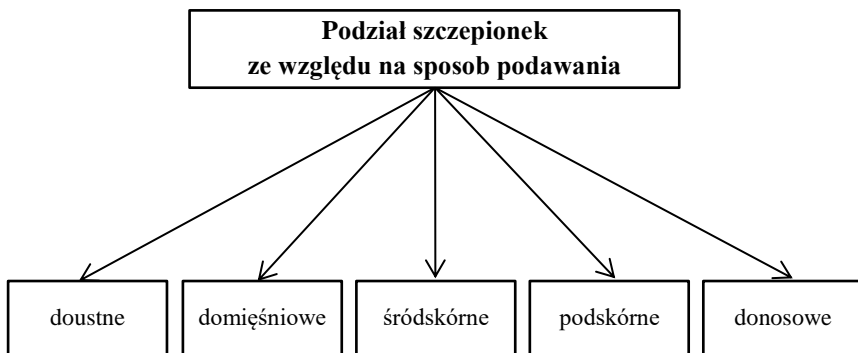 Podział szczepionek
ze względu na sposob podawania
doustne
domięśniowe
śródskórne
podskórne
donosowe